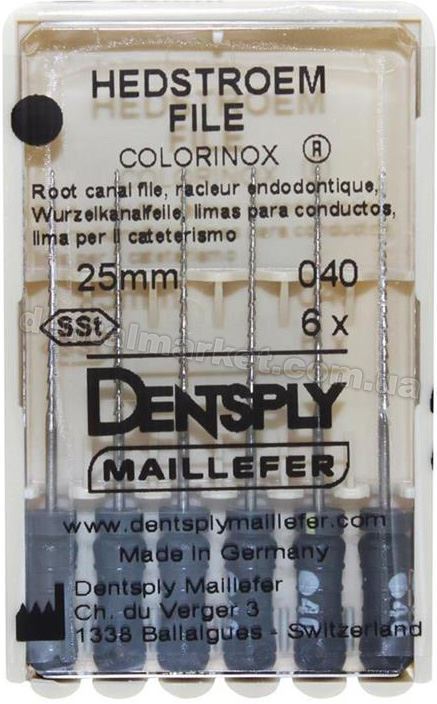 HEDSTROEM
FILE
COLORINOX ®
Root canal file, racleur endodontique,
Wurzelkanalfeile, limas para conductos,
lima per il cateterismo
25mm 040
SSt 6 x
DENTSPLY
MAILLEFER
www.dentsplymaillefer.com
Made in Germany
Dentsply Maillefer
Ch. du Verger 3
1338 Ballaigues - Switzerland